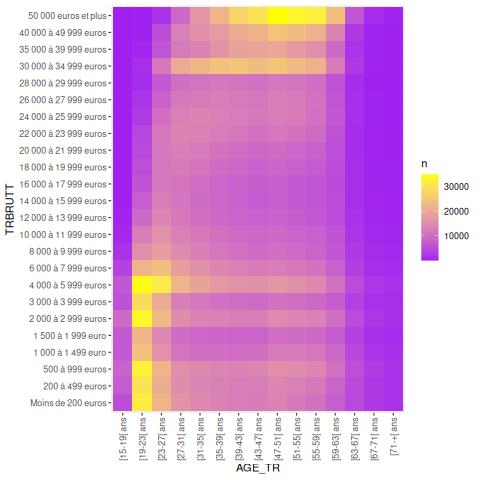 50 000 euros et plus
40 000 à 49 999 euros
35 000 à 39 999 euros
30 000 à 34 999 euros
28 000 à 29 999 euros
26 000 à 27 999 euros
24 000 à 25 999 euros
22 000 à 23 999 euros
20 000 à 21 999 euros
18 000 à 19 999 euros
16 000 à 17 999 euros
14 000 à 15 999 euros
12 000 à 13 999 euros
10 000 à 11 999 euros
8 000 à 9 999 euros
6 000 à 7 999 euros
4 000 à 5 999 euros
3 000 à 3 999 euros
2 000 à 2 999 euros
1 500 à 1 999 euros
1 000 à 1 499 euros
500 à 999 euros
200 à 499 euros
Moins de 200 euros
TRBRUTT
[15-19[ ans
[19-23[ ans
[23-27[ ans
[27-31[ ans
[31-35[ ans
[35-39[ ans
[39-43[ ans
[43-47[ ans
[47-51[ ans
[51-55[ ans
[55-59[ ans
[59-63[ ans
[63-67[ ans
[67-71[ ans
[71-+[ ans
AGE_TR
n
30000
20000
10000